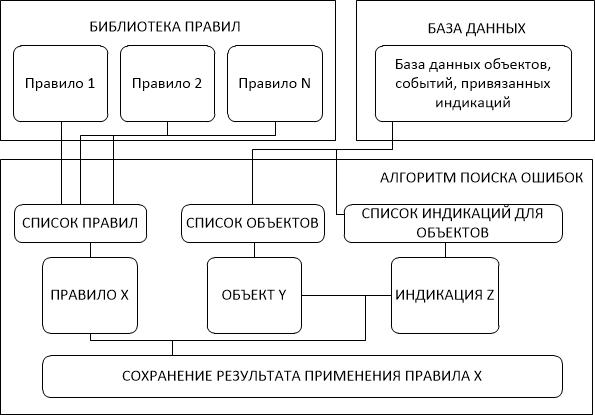 БИБЛИОТЕКА ПРАВИЛ
Правило 1
Правило 2
Правило N
БАЗА ДАННЫХ
База данных объектов,
событий, привязанных
индикаций
АЛГОРИТМ ПОИСКА ОШИБОК
СПИСОК ПРАВИЛ
СПИСОК ОБЪЕКТОВ
СПИСОК ИНДИКАЦИЙ ДЛЯ
ОБЪЕКТОВ
ПРАВИЛО X
ОБЪЕКТ Y
ИНДИКАЦИЯ Z
СОХРАНЕНИЕ РЕЗУЛЬТАТА ПРИМЕНЕНИЯ ПРАВИЛА X